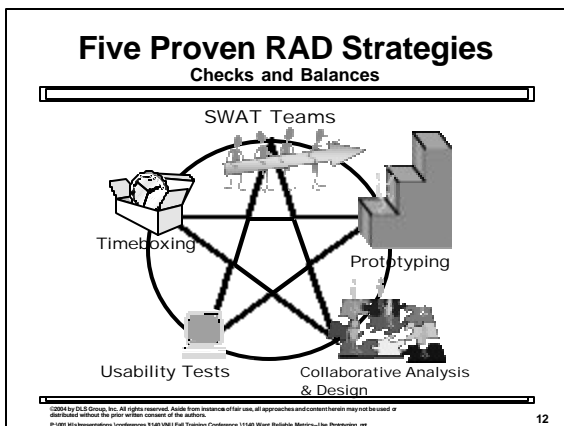 Five Proven RAD Strategies
Checks and Balances
SWAT Teams
Timeboxing
Prototyping
Usability Tests
Collaborative Analysis
& Design
©2004 by DLS Group, Inc. All rights reserved. Aside from instances of fair use, all approaches and content herein may not be used or
distributed without the prior written consent of the authors.
12